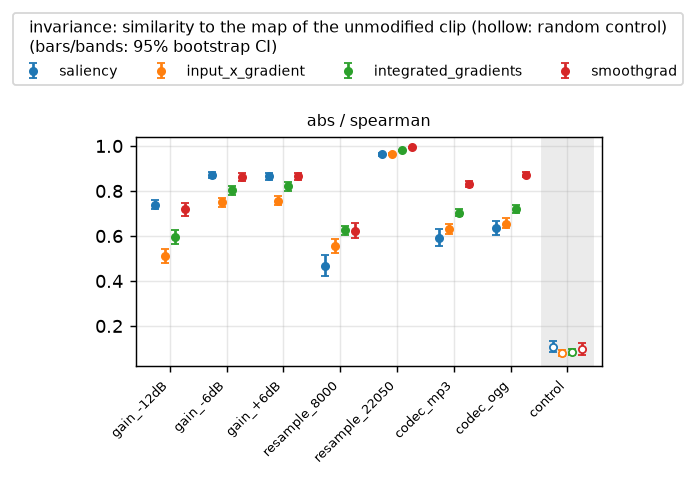 invariance: similarity to the map of the unmodified clip (hollow: random control)
(bars/bands: 95% bootstrap CI)
saliency input_x_gradient integrated_gradients smoothgrad
abs / spearman
1.0
0.8
0.6
0.4
0.2
gain_-12dB
gain_-6dB
gain_+6dB
resample_8000
resample_22050
codec_mp3
codec_ogg
control